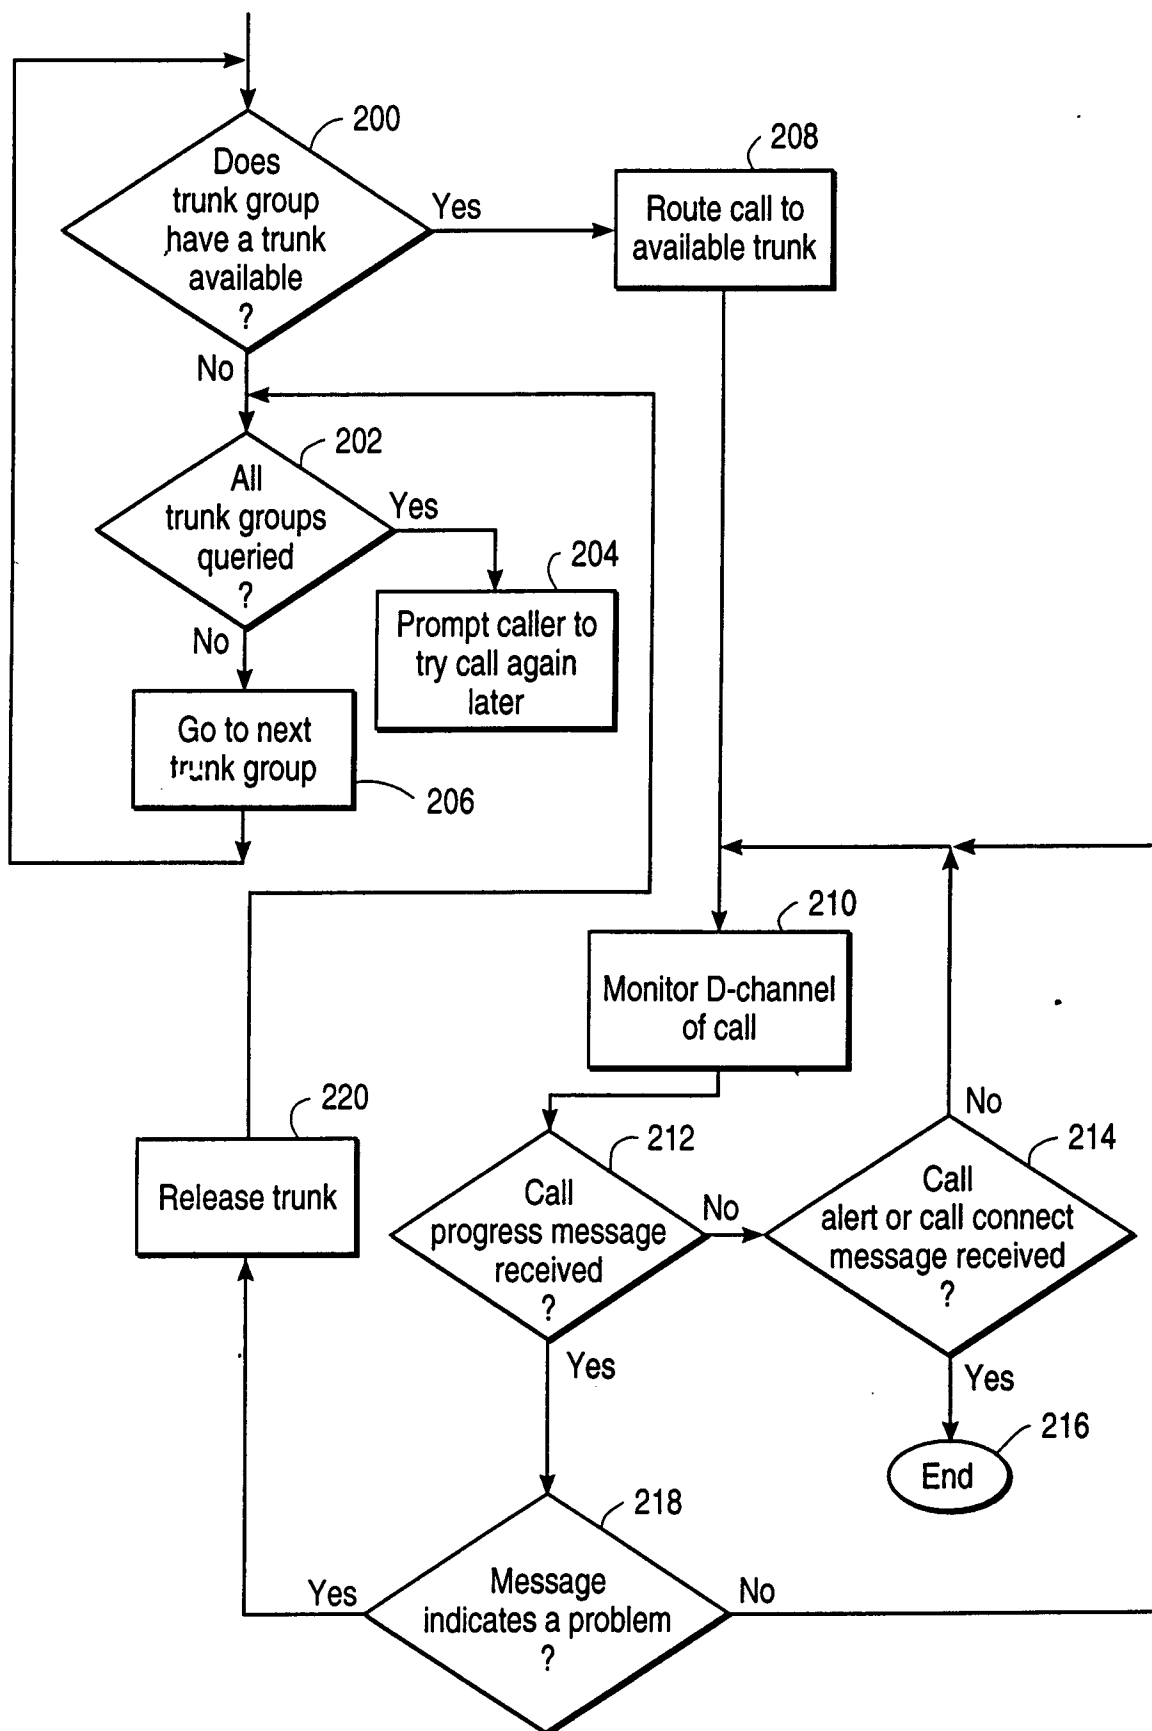 200
Does
trunk group
have a trunk
available
?
Yes
No
208
Route call to
available trunk
202
All
trunk groups
queried
?
Yes
No
204
Prompt caller to
try call again
later
Go to next
trunk group
206
210
Monitor D-channel
of call
220
Release trunk
212
Call
progress message
received
?
No
Yes
214
No
Call
alert or call connect
message received
?
Yes
216
End
218
Message
indicates a problem
?
Yes
No